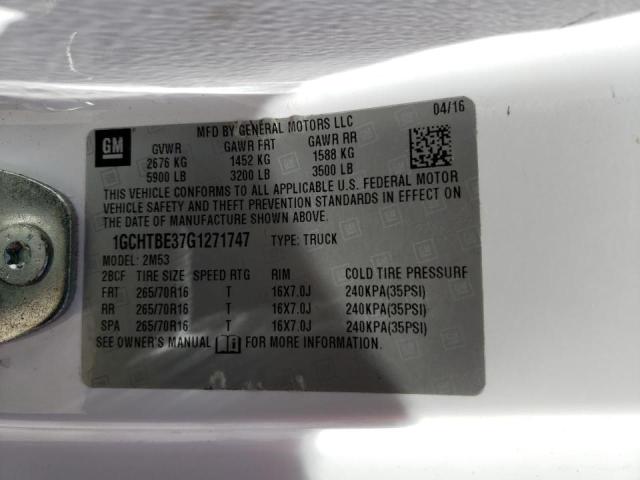 04/16
MFD BY GENERAL MOTORS LLC
GM
GVWR GAWR FRT GAWR RR
2676 KG 1452 KG 1588 KG
5900 LB 3200 LB 3500 LB
THIS VEHICLE CONFORMS TO ALL APPLICABLE U.S. FEDERAL MOTOR
VEHICLE SAFETY AND THEFT PREVENTION STANDARDS IN EFFECT ON
THE DATE OF MANUFACTURE SHOWN ABOVE.
1GCHTBE37G1271747 TYPE: TRUCK
MODEL: 2M53
2BCF TIRE SIZE SPEED RTG RIM COLD TIRE PRESSURE
FRT 265/70R16 T 16X7.0J 240KPA(35PSI)
RR 265/70R16 T 16X7.0J 240KPA(35PSI)
SPA 265/70R16 T 16X7.0J 240KPA(35PSI)
SEE OWNER'S MANUAL FOR MORE INFORMATION.